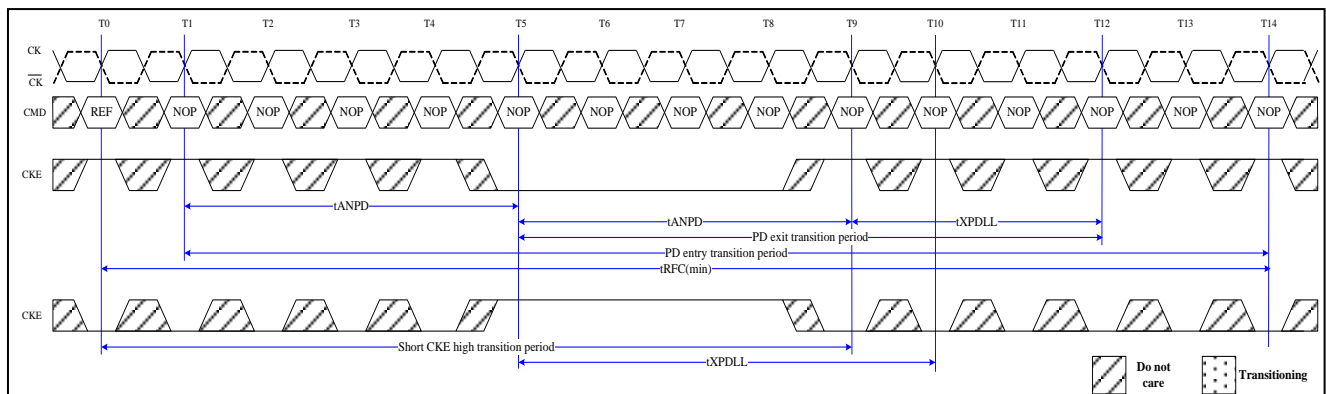 T0 T1 T2 T3 T4 T5 T6 T7 T8 T9 T10 T11 T12 T13 T14
CK
CK
CMD REF NOP NOP NOP NOP NOP NOP NOP NOP NOP NOP NOP NOP NOP NOP
CKE
tANPD
tANPD tXPDLL
PD exit transition period
PD entry transition period
tRFC(min)
CKE
Short CKE high transition period
tXPDLL
Do not care Transitioning